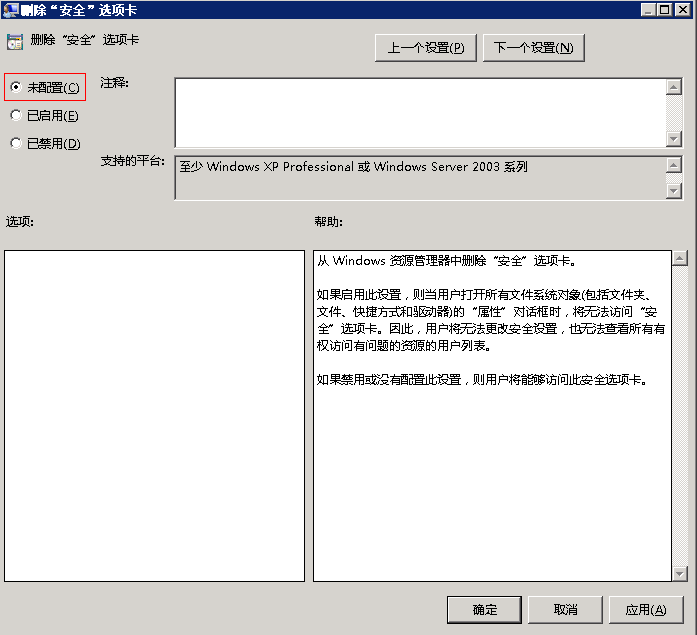 删除“安全”选项卡
删除“安全”选项卡
上一个设置(P)
下一个设置(N)
未配置(C)
注释:
已启用(E)
已禁用(D)
支持的平台:
至少 Windows XP Professional 或 Windows Server 2003 系列
选项:
帮助:
从 Windows 资源管理器中删除“安全”选项卡。
如果启用此设置，则当用户打开所有文件系统对象(包括文件夹、
文件、快捷方式和驱动器)的“属性”对话框时，将无法访问“安
全”选项卡。因此，用户将无法更改安全设置，也无法查看所有有
权访问有问题的资源的用户列表。
如果禁用或没有配置此设置，则用户将能够访问此安全选项卡。
确定
取消
应用(A)